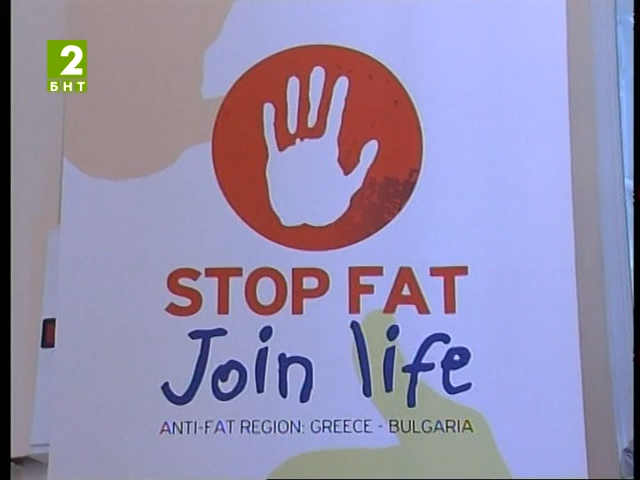 2
БНТ
STOP FAT
Join life
ANTI-FAT REGION: GREECE - BULGARIA